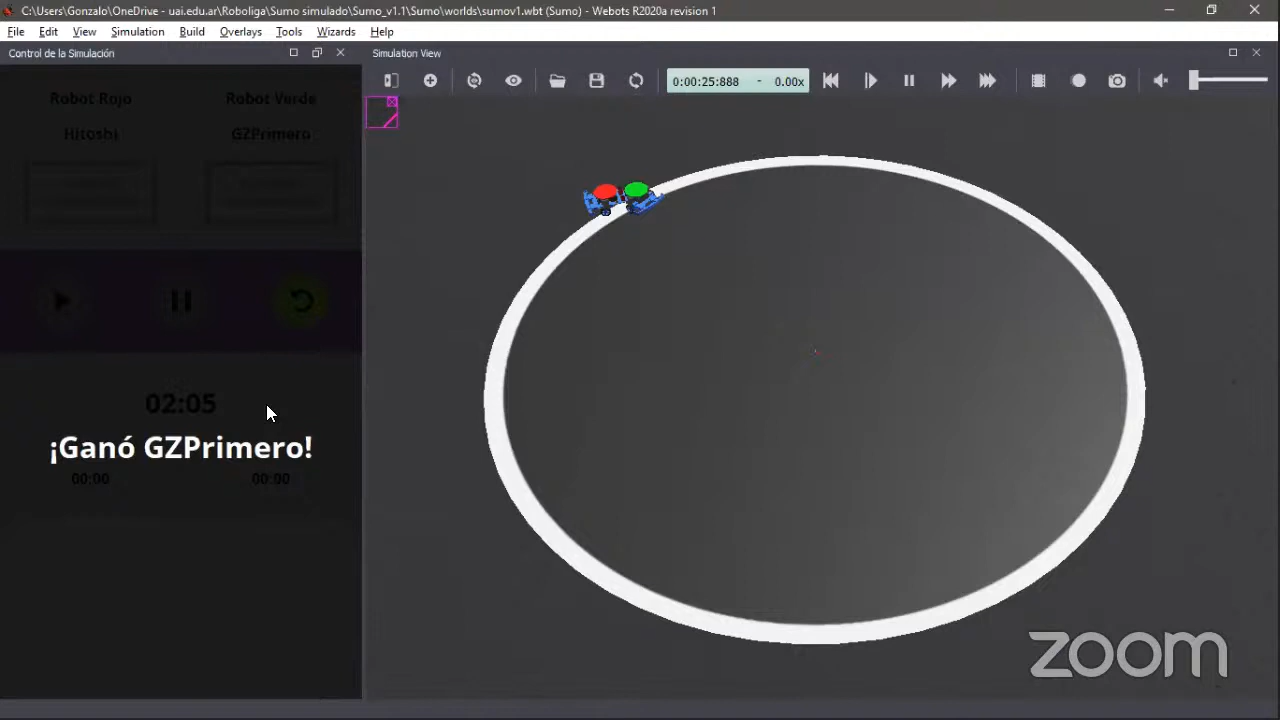 C:\Users\Gonzalo\OneDrive - uai.edu.ar\Roboliga\Sumo simulado\Sumo_v1.1\Sumo\worlds\sumov1.wbt (Sumo) - Webots R2020a revision 1
File Edit View Simulation Build Overlays Tools Wizards Help
Control de la Simulación
Simulation View
0:00:25:888 - 0.00x
Robot Rojo Robot Verde
Hitoshi GZPrimero
02:05
¡Ganó GZPrimero!
00:00 00:00
zoom